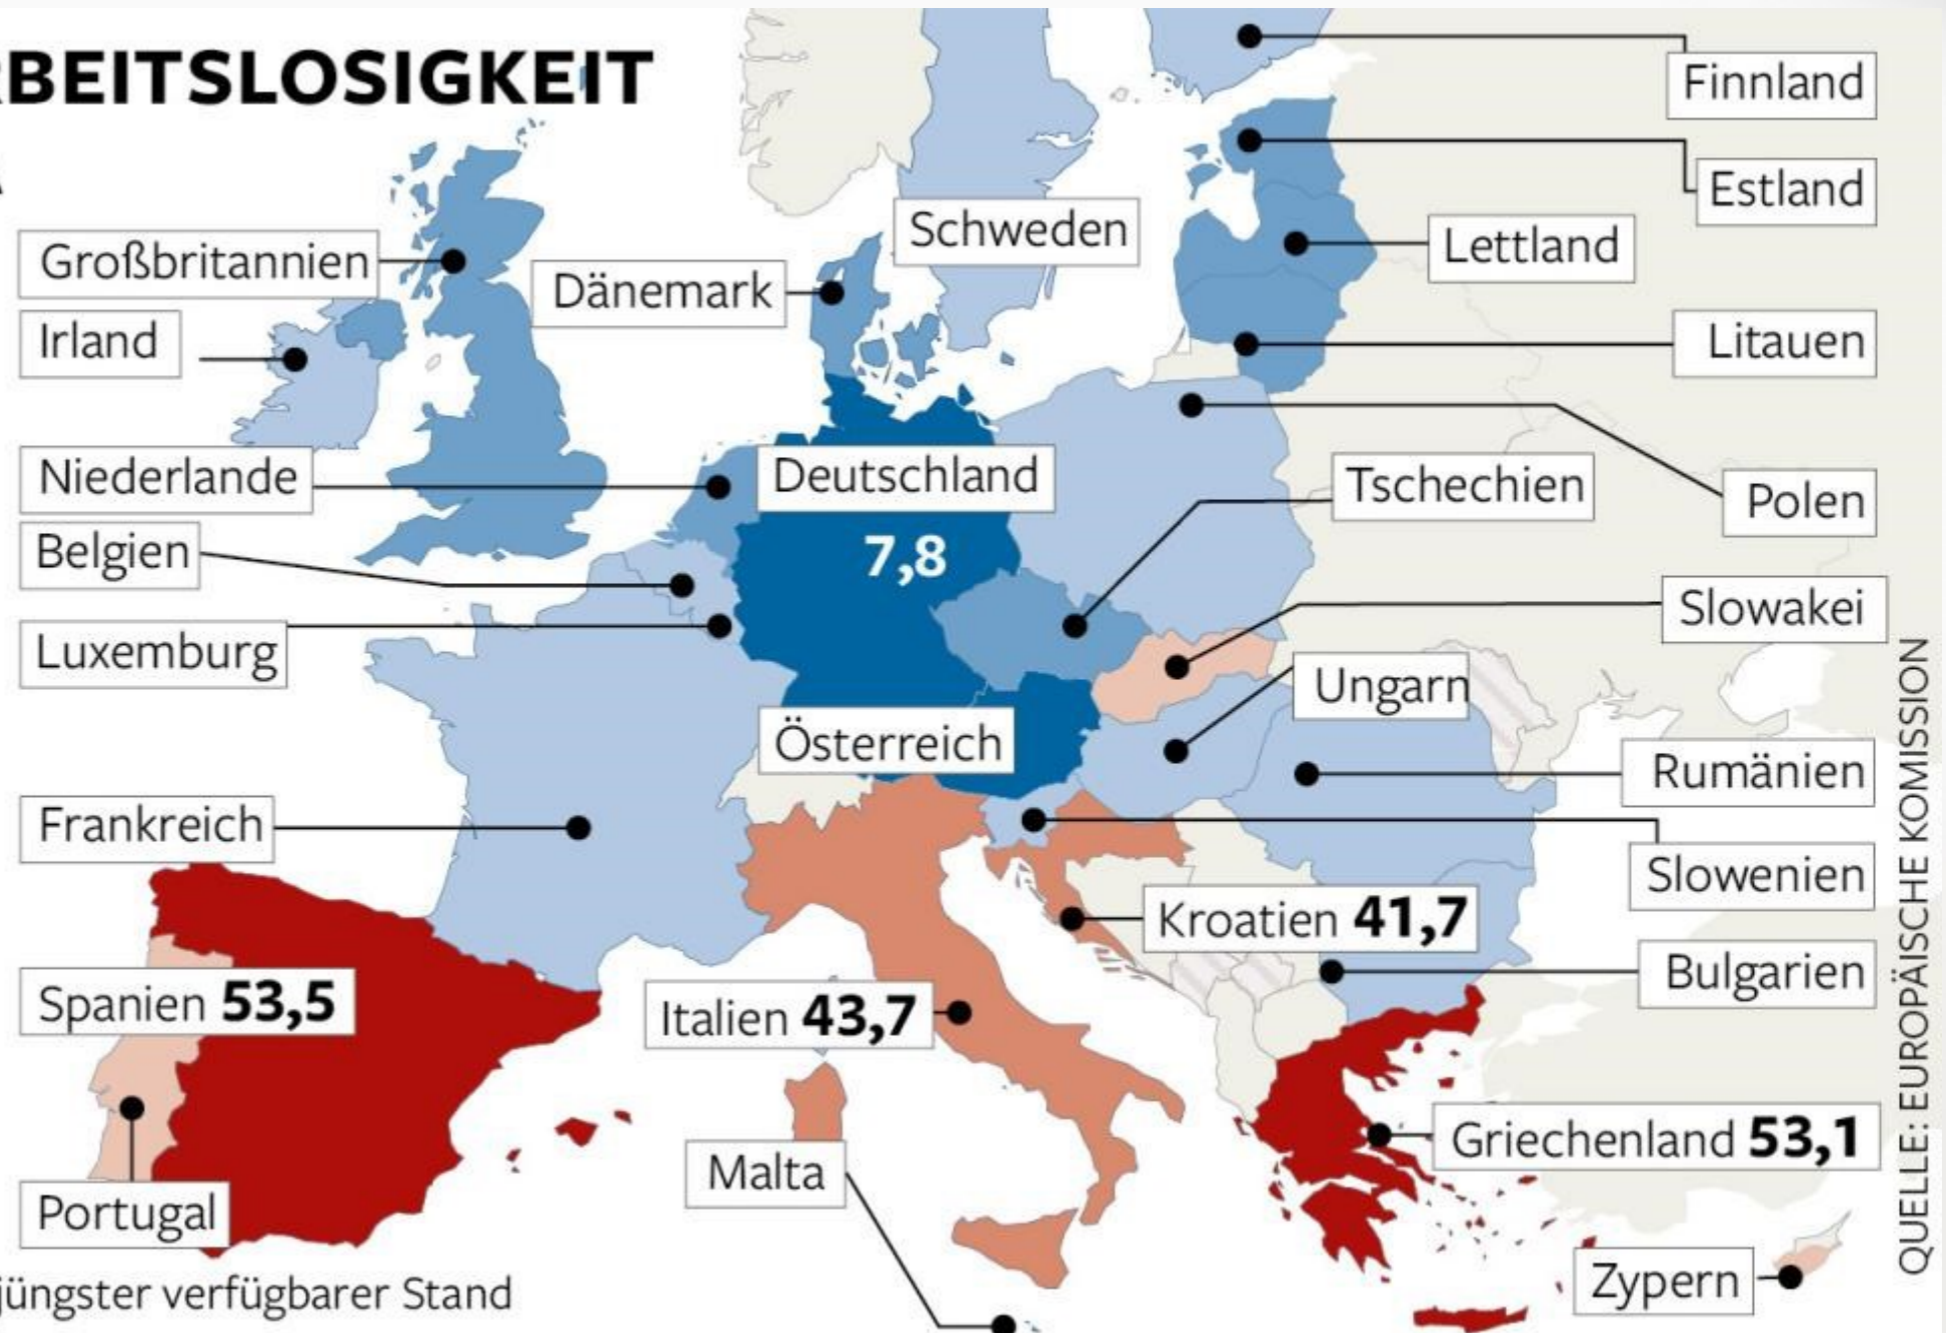 RBEITSLOSIGKEIT
Finnland
Estland
Schweden
Lettland
Großbritannien
Dänemark
Irland
Litauen
Niederlande
Deutschland
7,8
Tschechien
Polen
Belgien
Slowakei
Luxemburg
Ungarn
Österreich
Rumänien
Frankreich
Slowenien
Kroatien 41,7
Bulgarien
Spanien 53,5
Italien 43,7
Griechenland 53,1
Malta
Portugal
Zypern
jüngster verfügbarer Stand
QUELLE: EUROPÄISCHE KOMISSION